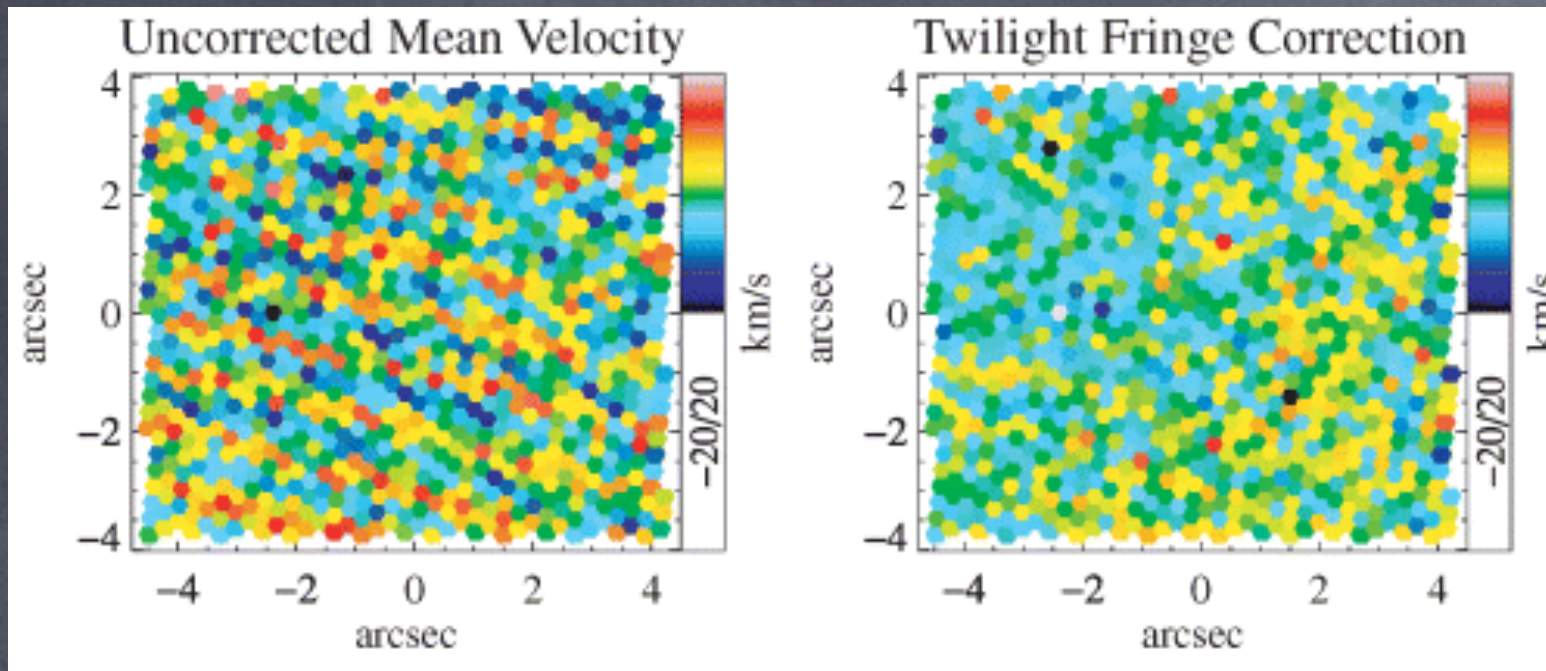 Uncorrected Mean Velocity
4
2
0
−2
−4
arcsec
−4 −2 0 2 4
arcsec
km/s
−20/20
Twilight Fringe Correction
4
2
0
−2
−4
arcsec
−4 −2 0 2 4
arcsec
km/s
−20/20